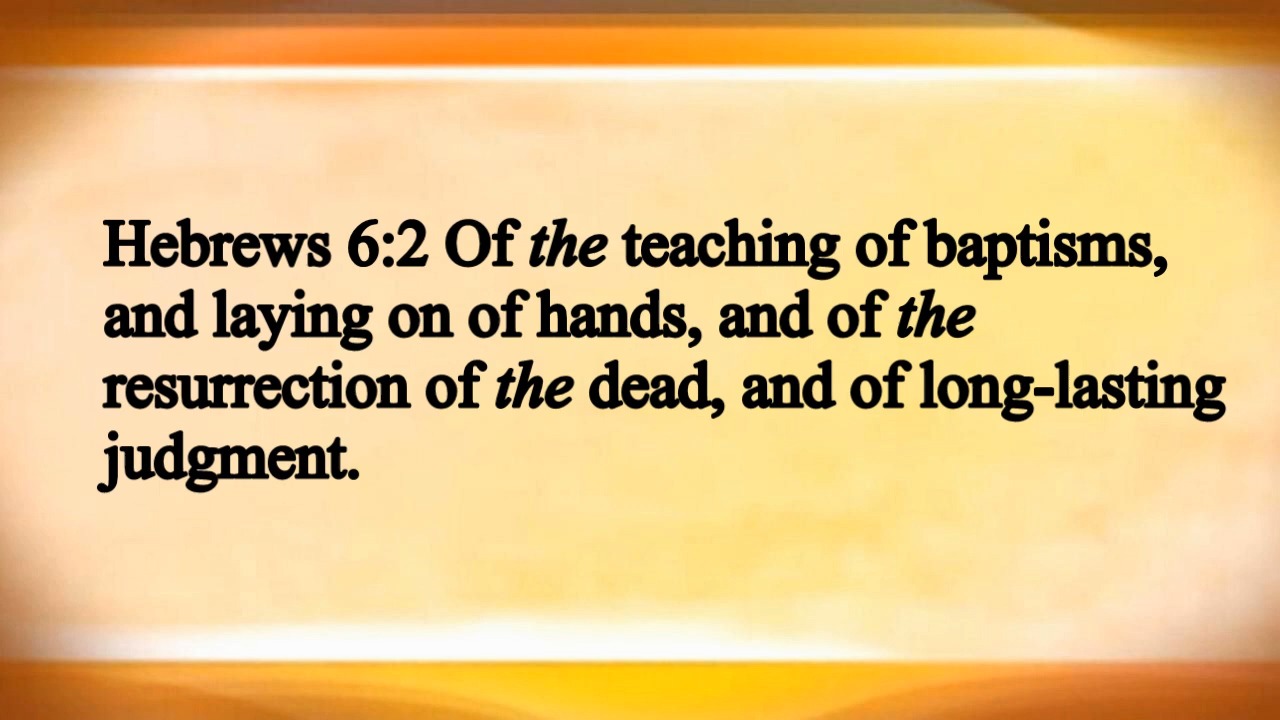 Hebrews 6:2 Of the teaching of baptisms,
and laying on of hands, and of the
resurrection of the dead, and of long-lasting
judgment.